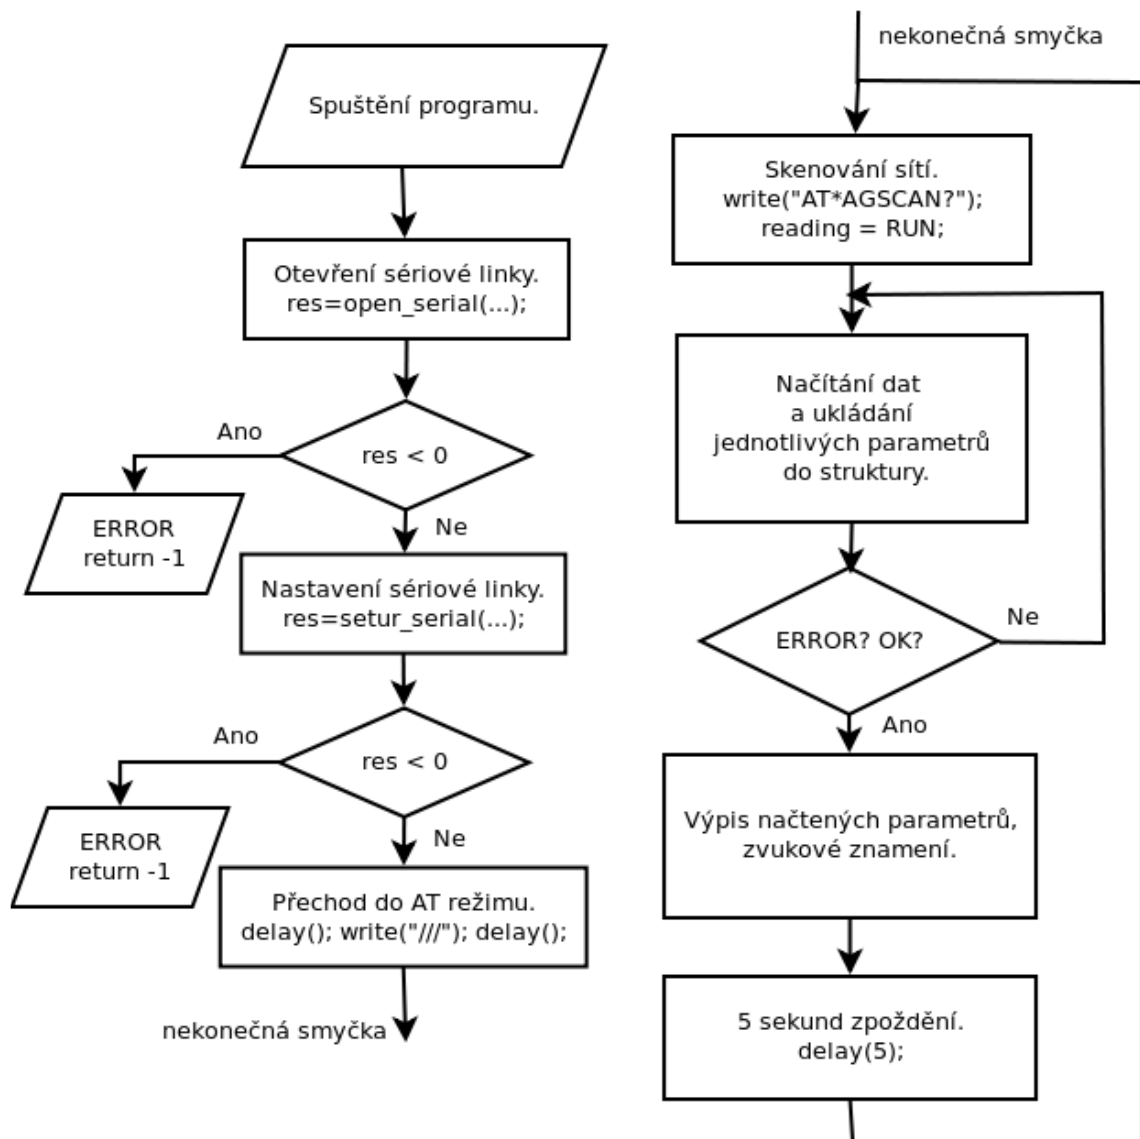 Spuštění programu.
Otevření sériové linky.
res=open_serial(...);
Ano
res < 0
ERROR
return -1
Ne
Nastavení sériové linky.
res=setur_serial(...);
Ano
res < 0
ERROR
return -1
Ne
Přechod do AT režimu.
delay(); write("///"); delay();
nekonečná smyčka
nekonečná smyčka
Skenování sítí.
write("AT*AGSCAN?");
reading = RUN;
Načítání dat
a ukládání
jednotlivých parametrů
do struktury.
ERROR? OK?
Ne
Ano
Výpis načtených parametrů,
zvukové znamení.
5 sekund zpoždění.
delay(5);